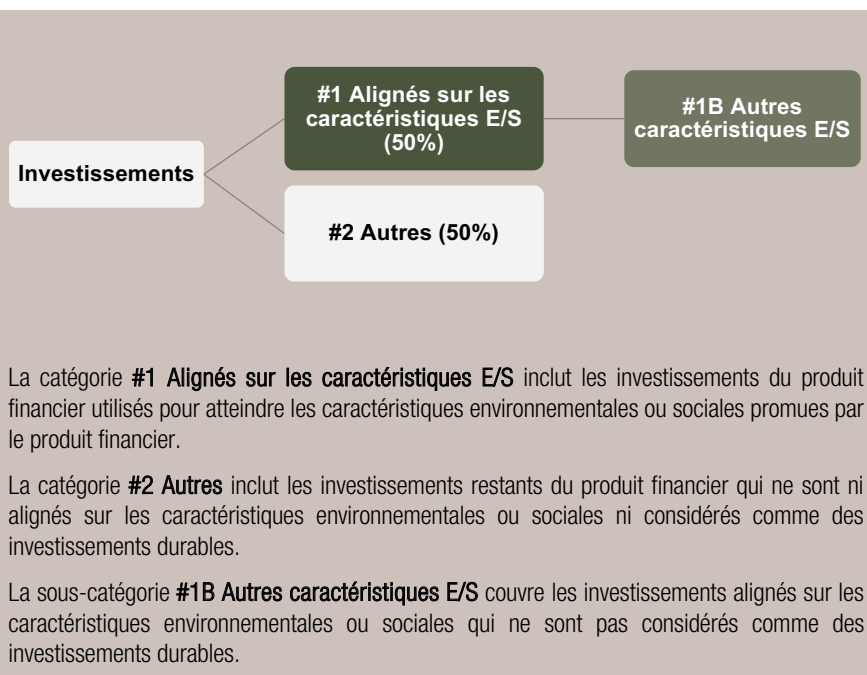 #1 Alignés sur les
caractéristiques E/S
(50%)
#1B Autres
caractéristiques E/S
Investissements
#2 Autres (50%)
La catégorie #1 Alignés sur les caractéristiques E/S inclut les investissements du produit
financier utilisés pour atteindre les caractéristiques environnementales ou sociales promues par
le produit financier.
La catégorie #2 Autres inclut les investissements restants du produit financier qui ne sont ni
alignés sur les caractéristiques environnementales ou sociales ni considérés comme des
investissements durables.
La sous-catégorie #1B Autres caractéristiques E/S couvre les investissements alignés sur les
caractéristiques environnementales ou sociales qui ne sont pas considérés comme des
investissements durables.